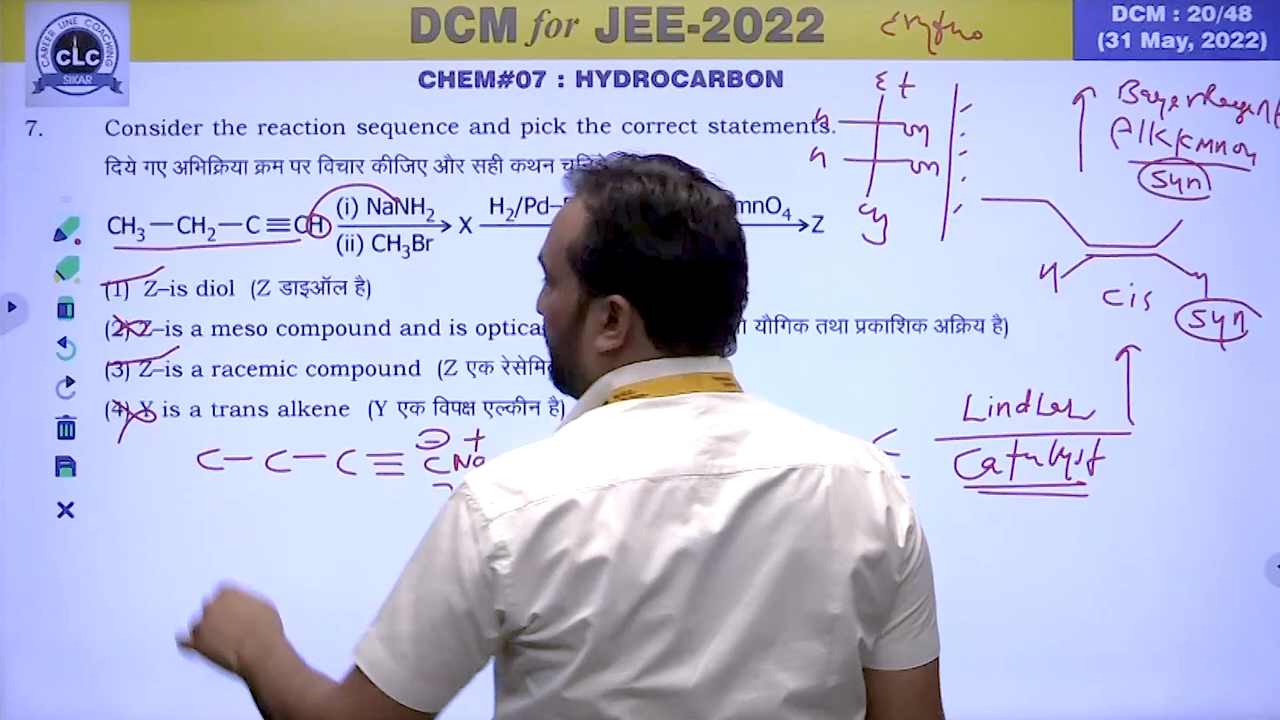 DCM for JEE-2022
DCM : 20/48
(31 May, 2022)
CAREER LINE COACHING
CLC
SIKAR
CHEM#07 : HYDROCARBON
7. Consider the reaction sequence and pick the correct statements.
दिये गए अभिक्रिया क्रम पर विचार कीजिए और सही कथन
CH₃—CH₂—C≡CH (i) NaNH₂ (ii) CH₃Br → X H₂/Pd– mnO₄ → Z
(1) Z–is diol (Z डाइऑल है)
(2) Z–is a meso compound and is optica यौगिक तथा प्रकाशिक अक्रिय है)
(3) Z–is a racemic compound (Z एक रेसेमि
(4) Y is a trans alkene (Y एक विपक्ष एल्कीन है)
Et
syn
cis
syn
Lindlar
Catalyst
C–C–C≡C Na